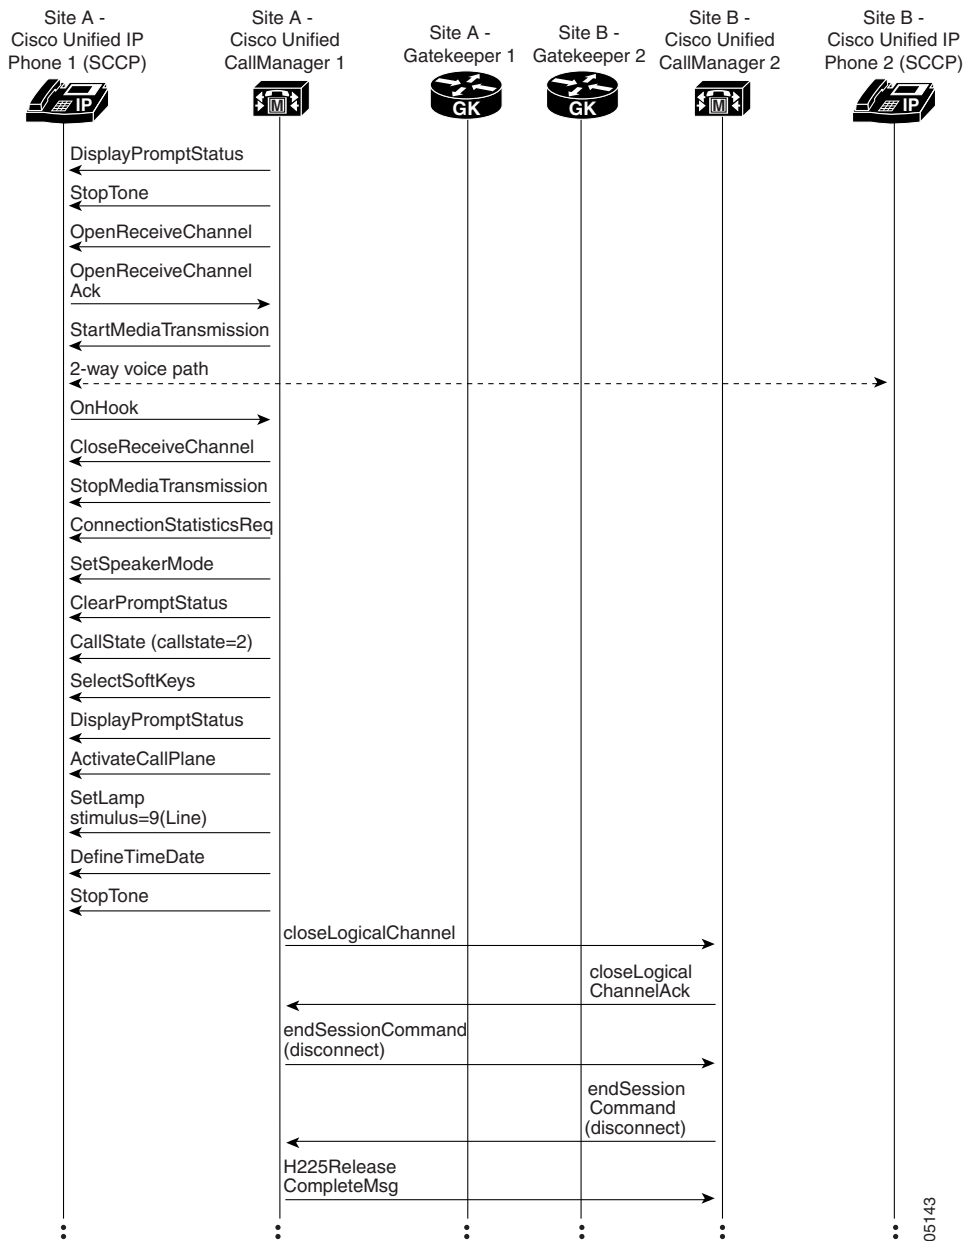 Site A -
Cisco Unified IP
Phone 1 (SCCP)
Site A -
Cisco Unified
CallManager 1
Site A -
Gatekeeper 1
Site B -
Gatekeeper 2
Site B -
Cisco Unified
CallManager 2
Site B -
Cisco Unified IP
Phone 2 (SCCP)
IP
M
GK
GK
M
IP
DisplayPromptStatus
StopTone
OpenReceiveChannel
OpenReceiveChannel
Ack
StartMediaTransmission
2-way voice path
OnHook
CloseReceiveChannel
StopMediaTransmission
ConnectionStatisticsReq
SetSpeakerMode
ClearPromptStatus
CallState (callstate=2)
SelectSoftKeys
DisplayPromptStatus
ActivateCallPlane
SetLamp
stimulus=9(Line)
DefineTimeDate
StopTone
closeLogicalChannel
closeLogical
ChannelAck
endSessionCommand
(disconnect)
endSession
Command
(disconnect)
H225Release
CompleteMsg
05143